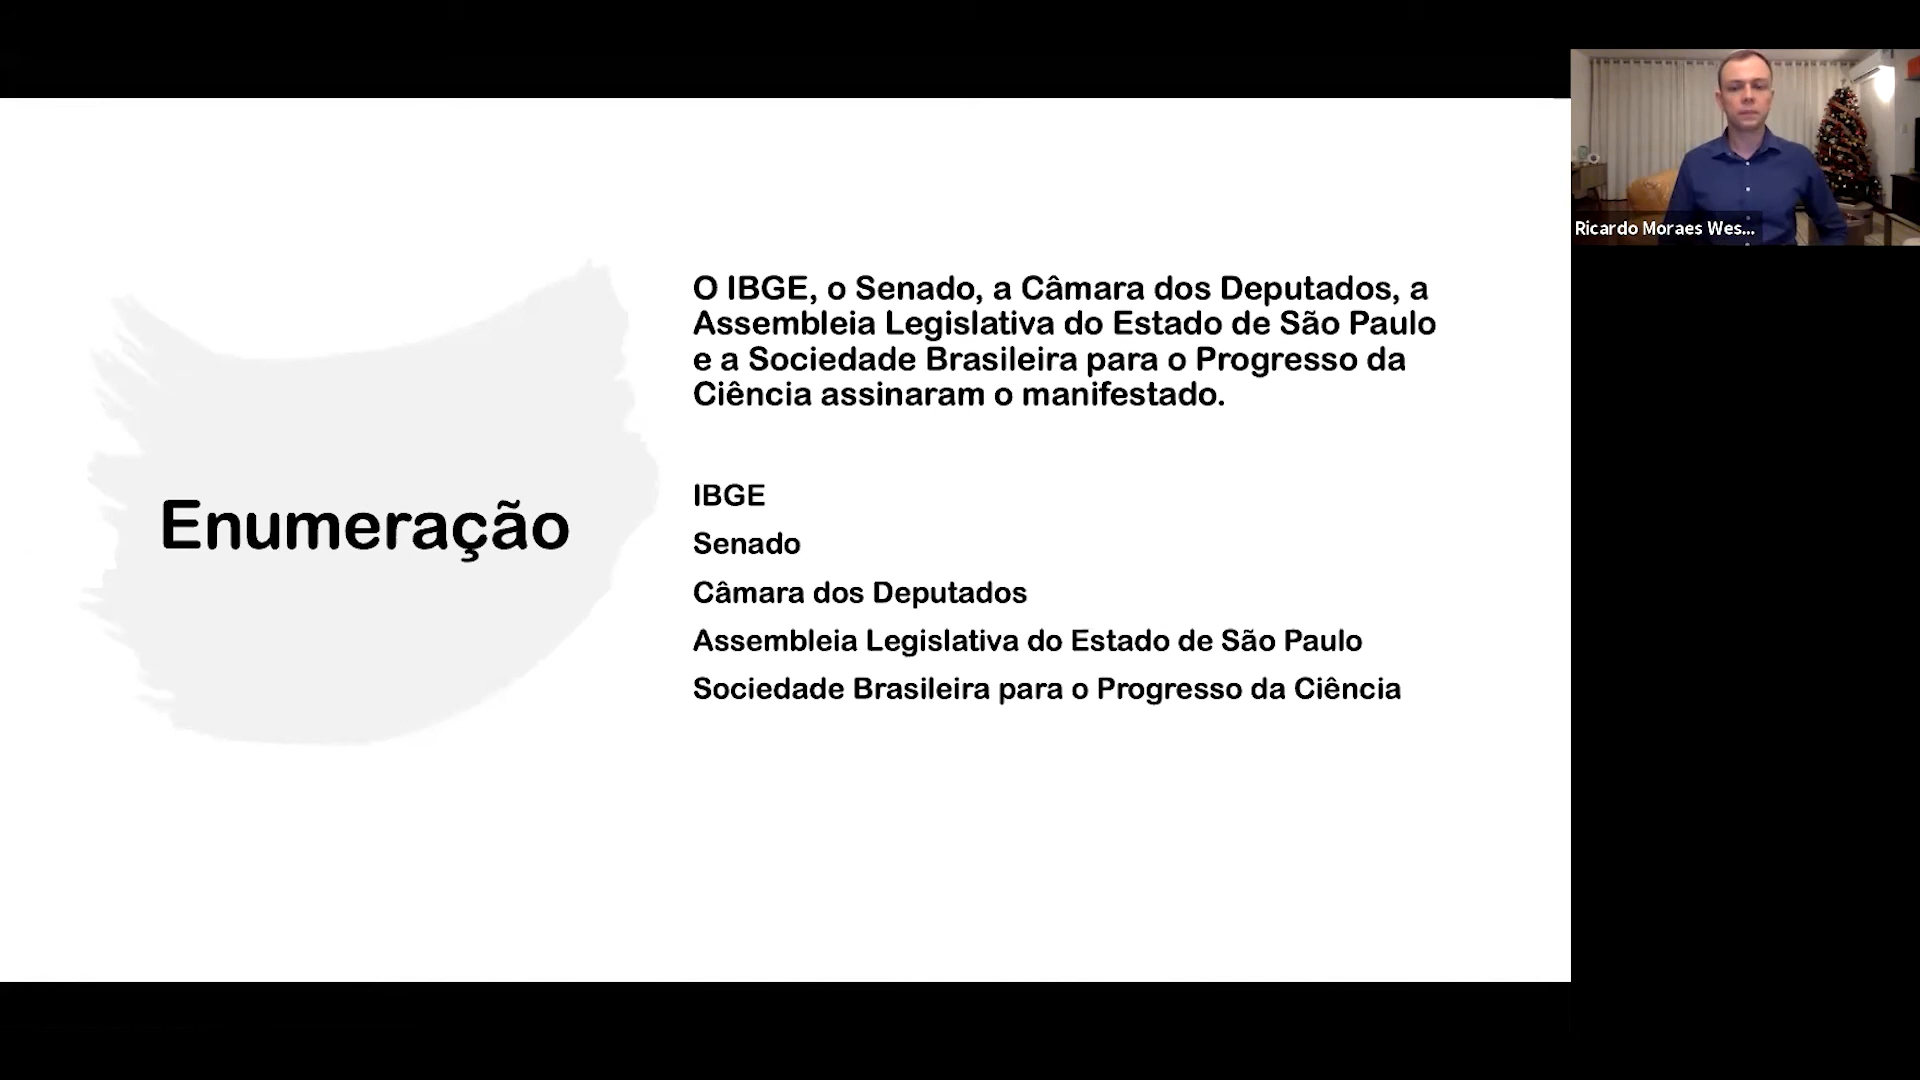 Enumeração
O IBGE, o Senado, a Câmara dos Deputados, a
Assembleia Legislativa do Estado de São Paulo
e a Sociedade Brasileira para o Progresso da
Ciência assinaram o manifestado.
IBGE
Senado
Câmara dos Deputados
Assembleia Legislativa do Estado de São Paulo
Sociedade Brasileira para o Progresso da Ciência
Ricardo Moraes Wes...